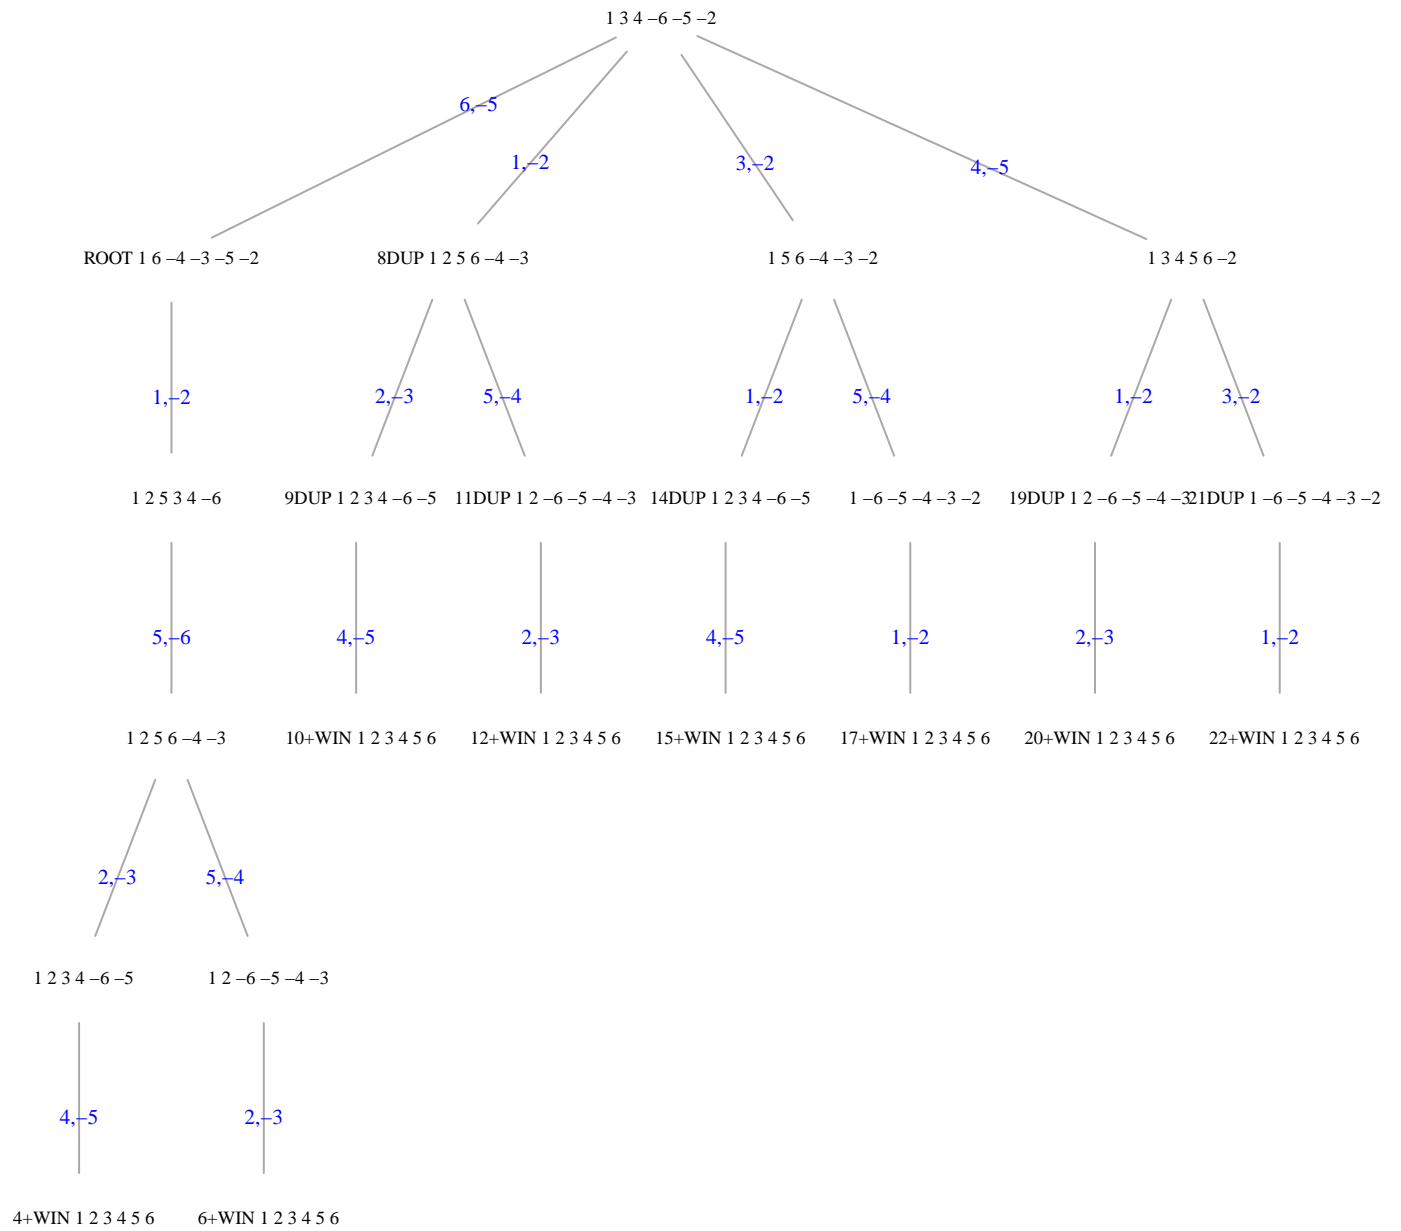 1 3 4 –6 –5 –2
6,–5
1,–2
3,–2
4,–5
ROOT 1 6 –4 –3 –5 –2
8DUP 1 2 5 6 –4 –3
1 5 6 –4 –3 –2
1 3 4 5 6 –2
1,–2
2,–3
5,–4
1,–2
5,–4
1,–2
3,–2
1 2 5 3 4 –6
9DUP 1 2 3 4 –6 –5
11DUP 1 2 –6 –5 –4 –3
14DUP 1 2 3 4 –6 –5
1 –6 –5 –4 –3 –2
19DUP 1 2 –6 –5 –4 –3
21DUP 1 –6 –5 –4 –3 –2
5,–6
4,–5
2,–3
4,–5
1,–2
2,–3
1,–2
1 2 5 6 –4 –3
10+WIN 1 2 3 4 5 6
12+WIN 1 2 3 4 5 6
15+WIN 1 2 3 4 5 6
17+WIN 1 2 3 4 5 6
20+WIN 1 2 3 4 5 6
22+WIN 1 2 3 4 5 6
2,–3
5,–4
1 2 3 4 –6 –5
1 2 –6 –5 –4 –3
4,–5
2,–3
4+WIN 1 2 3 4 5 6
6+WIN 1 2 3 4 5 6